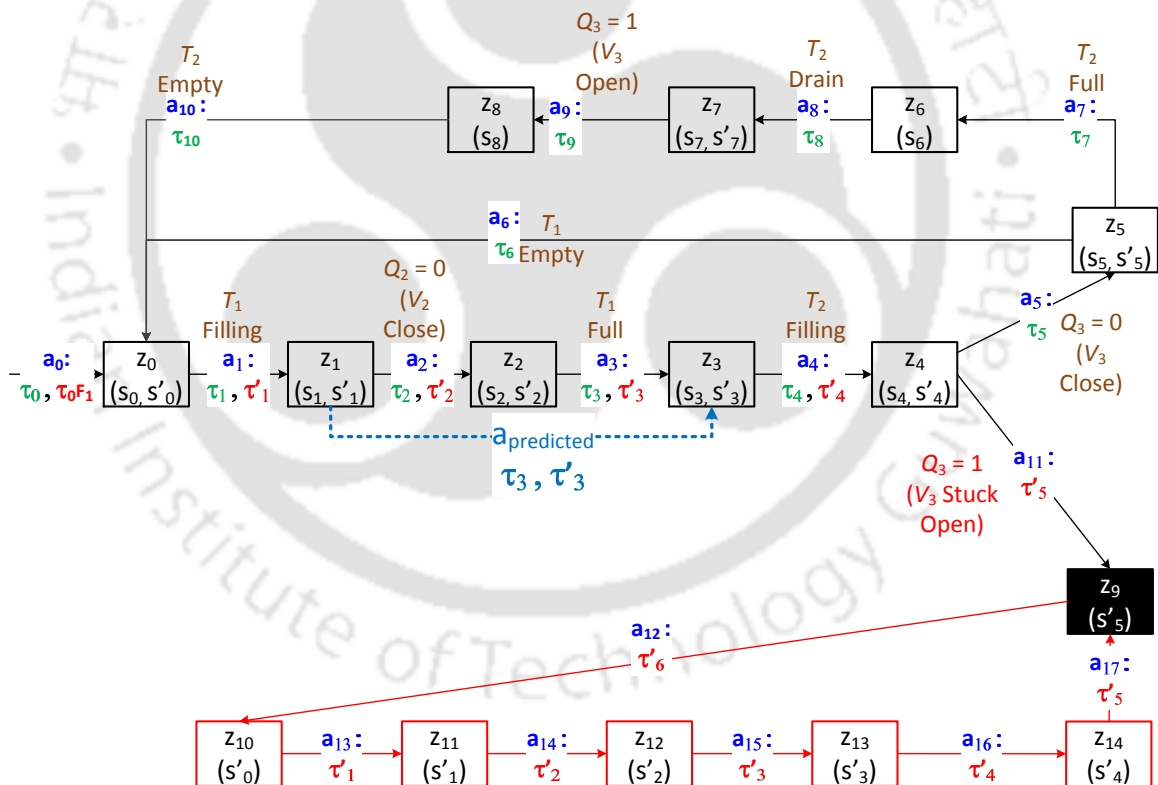 Q3 = 1
(V3
Open)
T2
Empty
T2
Drain
T2
Full
a10:
τ10
z8
(s8)
a9:
τ9
z7
(s7, s'7)
a8:
τ8
z6
(s6)
a7:
τ7
a6:
τ6
T1
Empty
z5
(s5, s'5)
Q2 = 0
(V2
Close)
T1
Filling
T1
Full
T2
Filling
a5:
τ5
Q3 = 0
(V3
Close)
a0:
τ0, τ0F1
z0
(s0, s'0)
a1:
τ1, τ'1
z1
(s1, s'1)
a2:
τ2, τ'2
z2
(s2, s'2)
a3:
τ3, τ'3
z3
(s3, s'3)
a4:
τ4, τ'4
z4
(s4, s'4)
apredicted
τ3, τ'3
Q3 = 1
(V3 Stuck
Open)
a11:
τ'5
z9
(s'5)
a12:
τ'6
a17:
τ'5
z10
(s'0)
a13:
τ'1
z11
(s'1)
a14:
τ'2
z12
(s'2)
a15:
τ'3
z13
(s'3)
a16:
τ'4
z14
(s'4)
Indian Institute of Technology Guwahati